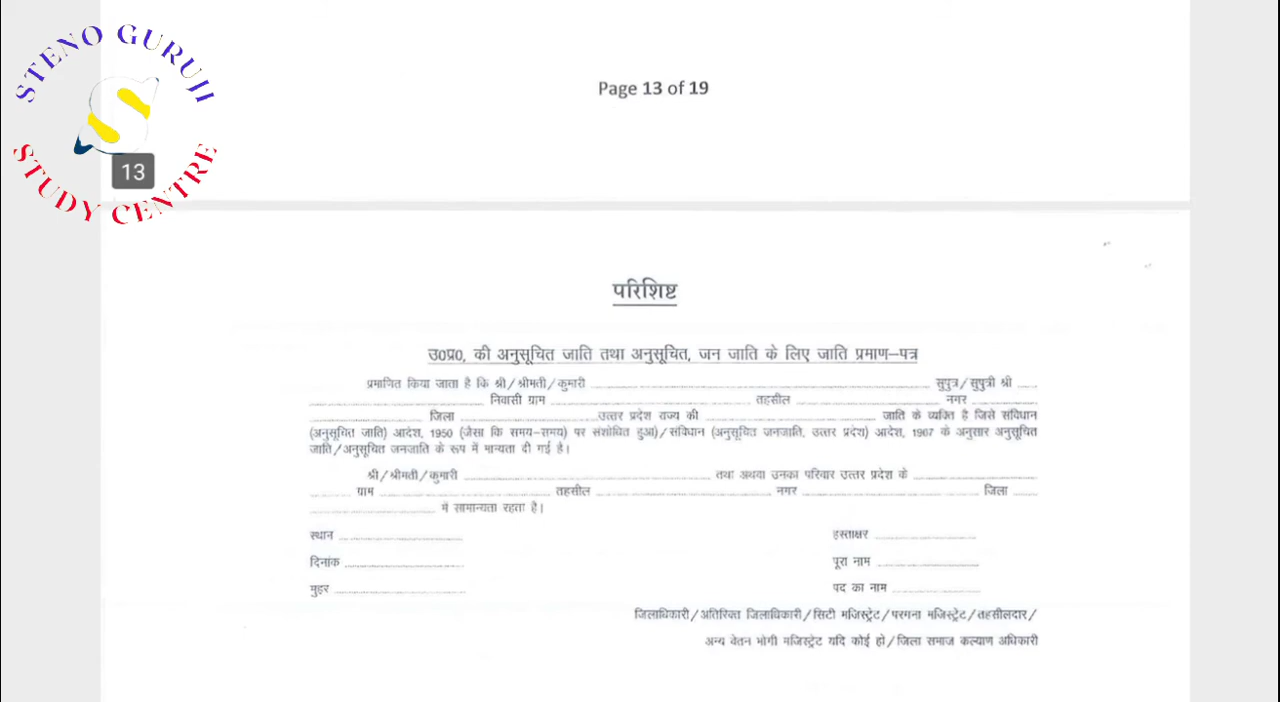 STENO GURUJI
STUDY CENTRE
Page 13 of 19
13
परिशिष्ट
उ0प्र0, की अनुसूचित जाति तथा अनुसूचित, जन जाति के लिए जाति प्रमाण–पत्र
प्रमाणित किया जाता है कि श्री/श्रीमती/कुमारी ........ सुपुत्र/सुपुत्री श्री ....
........ निवासी ग्राम ........ तहसील ........ नगर ........
........ जिला ........ उत्तर प्रदेश राज्य की ........ जाति के व्यक्ति है जिसे संविधान
(अनुसूचित जाति) आदेश, 1950 (जैसा कि समय–समय) पर संशोधित हुआ)/संविधान (अनुसूचित जनजाति, उत्तर प्रदेश) आदेश, 1967 के अनुसार अनुसूचित
जाति/अनुसूचित जनजाति के रूप में मान्यता दी गई है।
श्री/श्रीमती/कुमारी ........ तथा अथवा उनका परिवार उत्तर प्रदेश के ........
........ ग्राम ........ तहसील ........ नगर ........ जिला ....
........ में सामान्यता रहता है।
स्थान ........ हस्ताक्षर ........
दिनांक ........ पूरा नाम ........
मुहर ........ पद का नाम ........
जिलाधिकारी/अतिरिक्त जिलाधिकारी/सिटी मजिस्ट्रेट/परगना मजिस्ट्रेट/तहसीलदार/
अन्य वेतन भोगी मजिस्ट्रेट यदि कोई हो/जिला समाज कल्याण अधिकारी